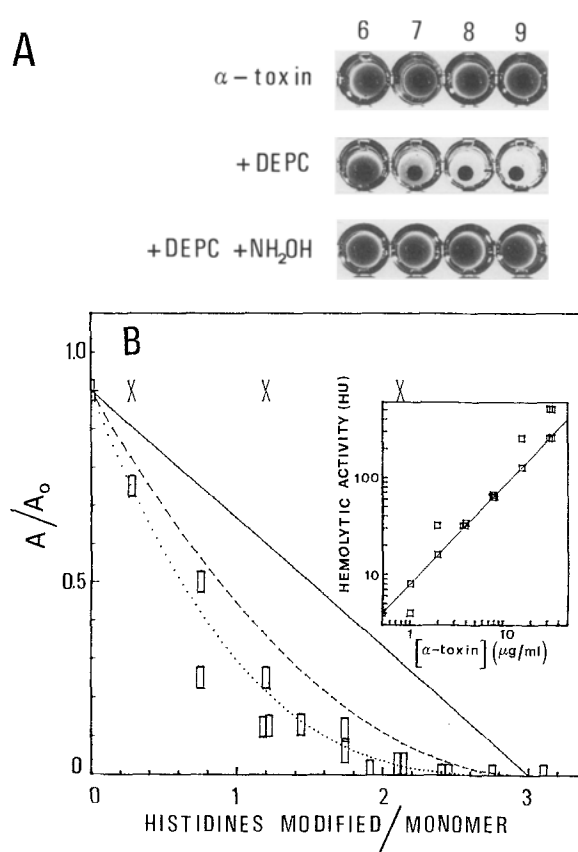 A
6 7 8 9
α-toxin
+DEPC
+DEPC +NH₂OH
B
1.0
0.5
0
A/A₀
0 1 2 3
HISTIDINES MODIFIED/MONOMER
HEMOLYTIC ACTIVITY (HU)
100
10
1 10
[α-toxin] (μg/ml)